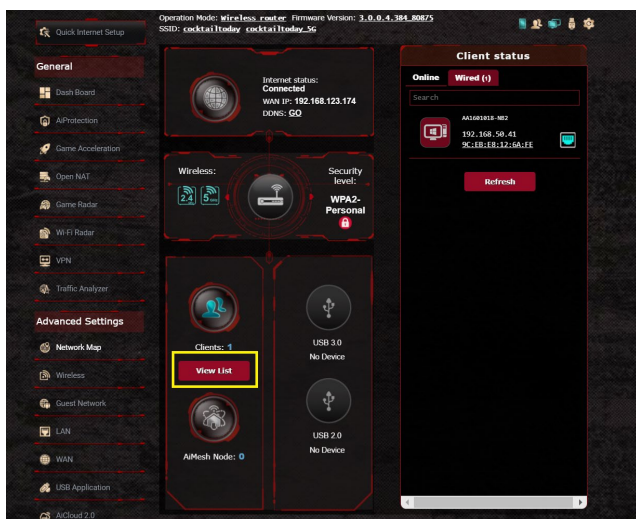 Operation Mode: Wireless router Firmware Version: 3.0.0.4.384_80875
SSID: cocktailtoday cocktailtoday_5G
Quick Internet Setup
General
Dash Board
AiProtection
Game Acceleration
Open NAT
Game Radar
Wi-Fi Radar
VPN
Traffic Analyzer
Advanced Settings
Network Map
Wireless
Guest Network
LAN
WAN
USB Application
AiCloud 2.0
Internet status:
Connected
WAN IP: 192.168.123.174
DDNS: GO
Wireless:
2.4
5
Security
level:
WPA2-
Personal
Clients: 1
View List
AiMesh Node: 0
USB 3.0
No Device
USB 2.0
No Device
Client status
Online
Wired (1)
Search
AA1601018-NB2
192.168.50.41
9C:EB:E8:12:6A:FE
Refresh